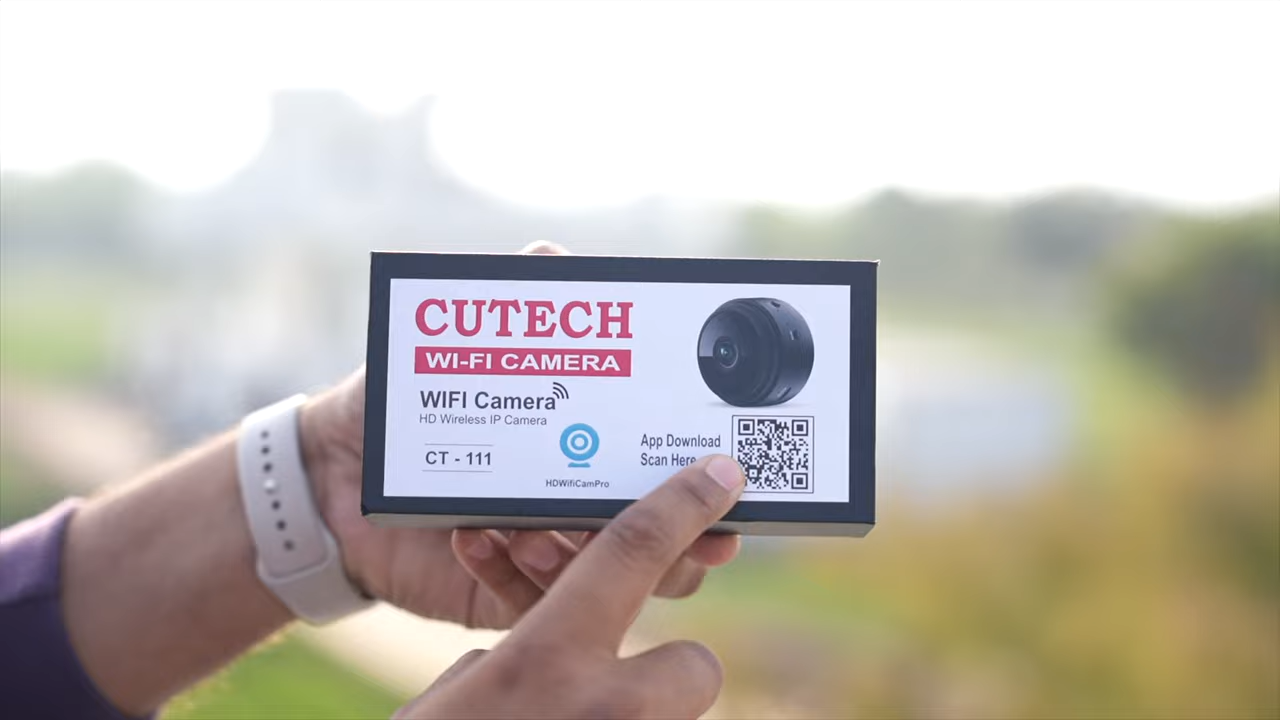 CUTECH
WI-FI CAMERA
WIFI Camera
HD Wireless IP Camera
CT - 111
HDWifiCamPro
App Download
Scan Here